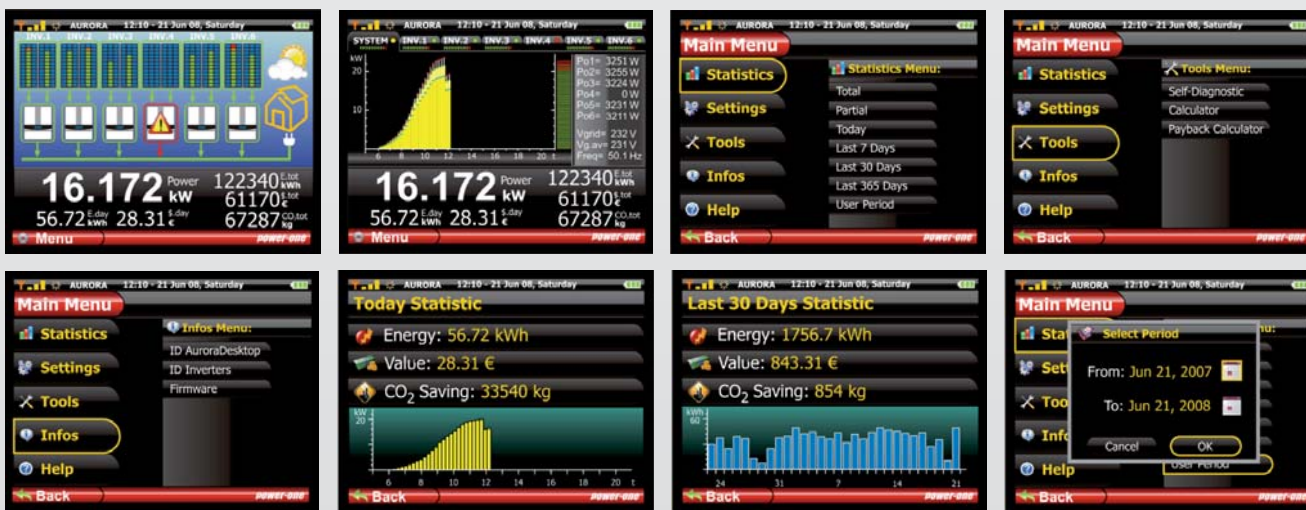 AURORA 12:10 - 21 Jun 08, Saturday
INV.1 INV.2 INV.3 INV.4 INV.5 INV.6
16.172 Power kW
122340 E.tot kWh
61170 $.tot €
56.72 E.day kWh 28.31 $.day €
67287 CO₂tot kg
Menu
power-one
AURORA 12:10 - 21 Jun 08, Saturday
SYSTEM INV.1 INV.2 INV.3 INV.4 INV.5 INV.6
kW
20
10
6 8 10 12 14 16 18 20 t
Po1= 3251 W
Po2= 3255 W
Po3= 3224 W
Po4= 0 W
Po5= 3231 W
Po6= 3211 W
Vgrid= 232 V
Vg.av= 231 V
Freq= 50.1 Hz
16.172 Power kW
122340 E.tot kWh
61170 $.tot €
56.72 E.day kWh 28.31 $.day €
67287 CO₂tot kg
Menu
power-one
AURORA 12:10 - 21 Jun 08, Saturday
Main Menu
Statistics
Settings
Tools
Infos
Help
Statistics Menu:
Total
Partial
Today
Last 7 Days
Last 30 Days
Last 365 Days
User Period
Back
power-one
AURORA 12:10 - 21 Jun 08, Saturday
Main Menu
Statistics
Settings
Tools
Infos
Help
Tools Menu:
Self-Diagnostic
Calculator
Payback Calculator
Back
power-one
AURORA 12:10 - 21 Jun 08, Saturday
Main Menu
Statistics
Settings
Tools
Infos
Help
Infos Menu:
ID AuroraDesktop
ID Inverters
Firmware
Back
power-one
AURORA 12:10 - 21 Jun 08, Saturday
Today Statistic
Energy: 56.72 kWh
Value: 28.31 €
CO₂ Saving: 33540 kg
kW
20
6 8 10 12 14 16 18 20 t
Back
power-one
AURORA 12:10 - 21 Jun 08, Saturday
Last 30 Days Statistic
Energy: 1756.7 kWh
Value: 843.31 €
CO₂ Saving: 854 kg
kWh
60
24 31 7 14 21
Back
power-one
AURORA 12:10 - 21 Jun 08, Saturday
Main Menu
Sta
Sett
Too
Info
Help
nu:
Select Period
From: Jun 21, 2007
To: Jun 21, 2008
Cancel OK
User Period
Back
power-one